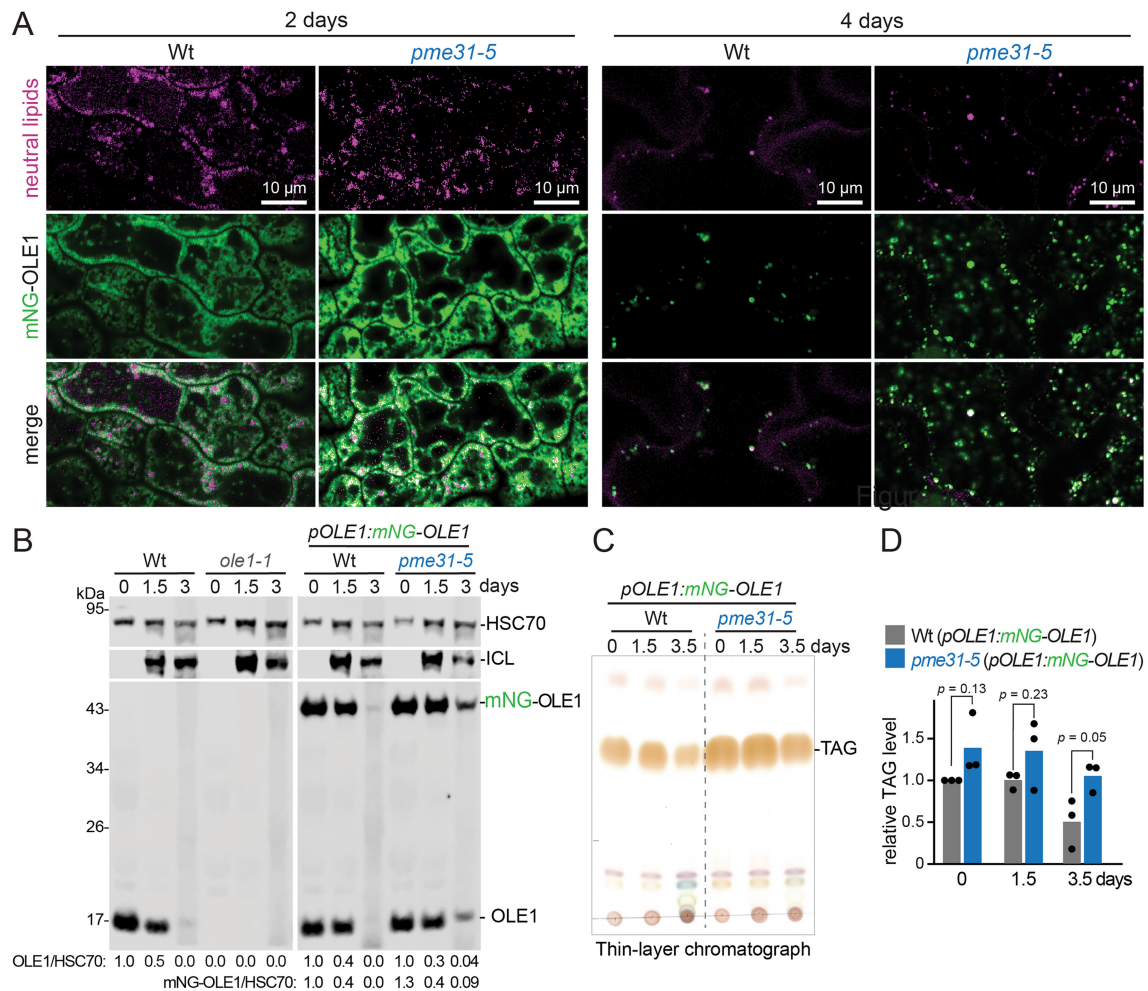 A
2 days
4 days
Wt
pme31-5
Wt
pme31-5
neutral lipids
10 µm
10 µm
10 µm
10 µm
mNG-OLE1
merge
Figur
B
pOLE1:mNG-OLE1
Wt
ole1-1
Wt
pme31-5
0 1.5 3 0 1.5 3 0 1.5 3 0 1.5 3 days
kDa
95-
-HSC70
-ICL
43-
-mNG-OLE1
34-
26-
17-
- OLE1
OLE1/HSC70: 1.0 0.5 0.0 0.0 0.0 0.0 1.0 0.4 0.0 1.0 0.3 0.04
mNG-OLE1/HSC70: 1.0 0.4 0.0 1.3 0.4 0.09
C
pOLE1:mNG-OLE1
Wt
pme31-5
0 1.5 3.5 0 1.5 3.5 days
-TAG
Thin-layer chromatograph
D
Wt (pOLE1:mNG-OLE1)
pme31-5 (pOLE1:mNG-OLE1)
p = 0.13
p = 0.23
p = 0.05
relative TAG level
1.5
1.0
0.5
0
0 1.5 3.5 days